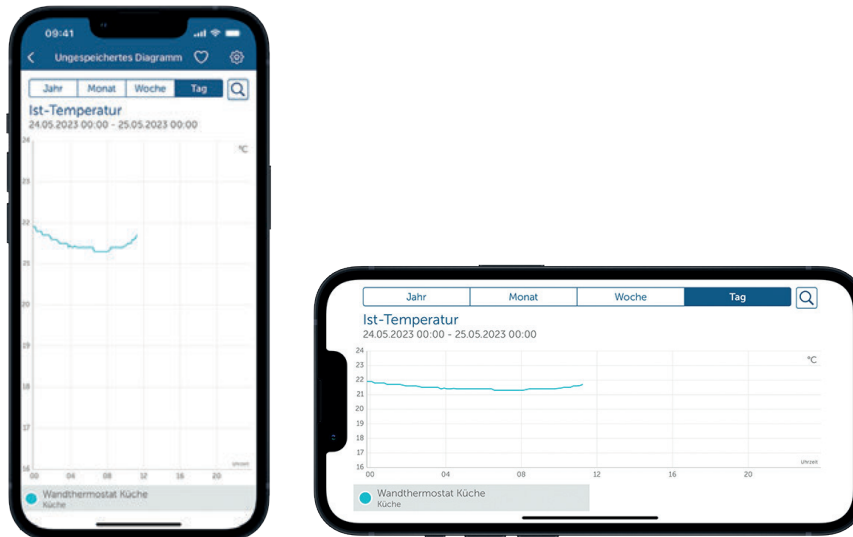 09:41
Ungespeichertes Diagramm
Jahr Monat Woche Tag
Ist-Temperatur
24.05.2023 00:00 - 25.05.2023 00:00
24
°C
23
22
21
20
19
18
17
16
Uhrzeit
00 04 08 12 16 20
Wandthermostat Küche
Küche
Jahr Monat Woche Tag
Ist-Temperatur
24.05.2023 00:00 - 25.05.2023 00:00
24
°C
23
22
21
20
19
18
17
16
Uhrzeit
00 04 08 12 16 20
Wandthermostat Küche
Küche